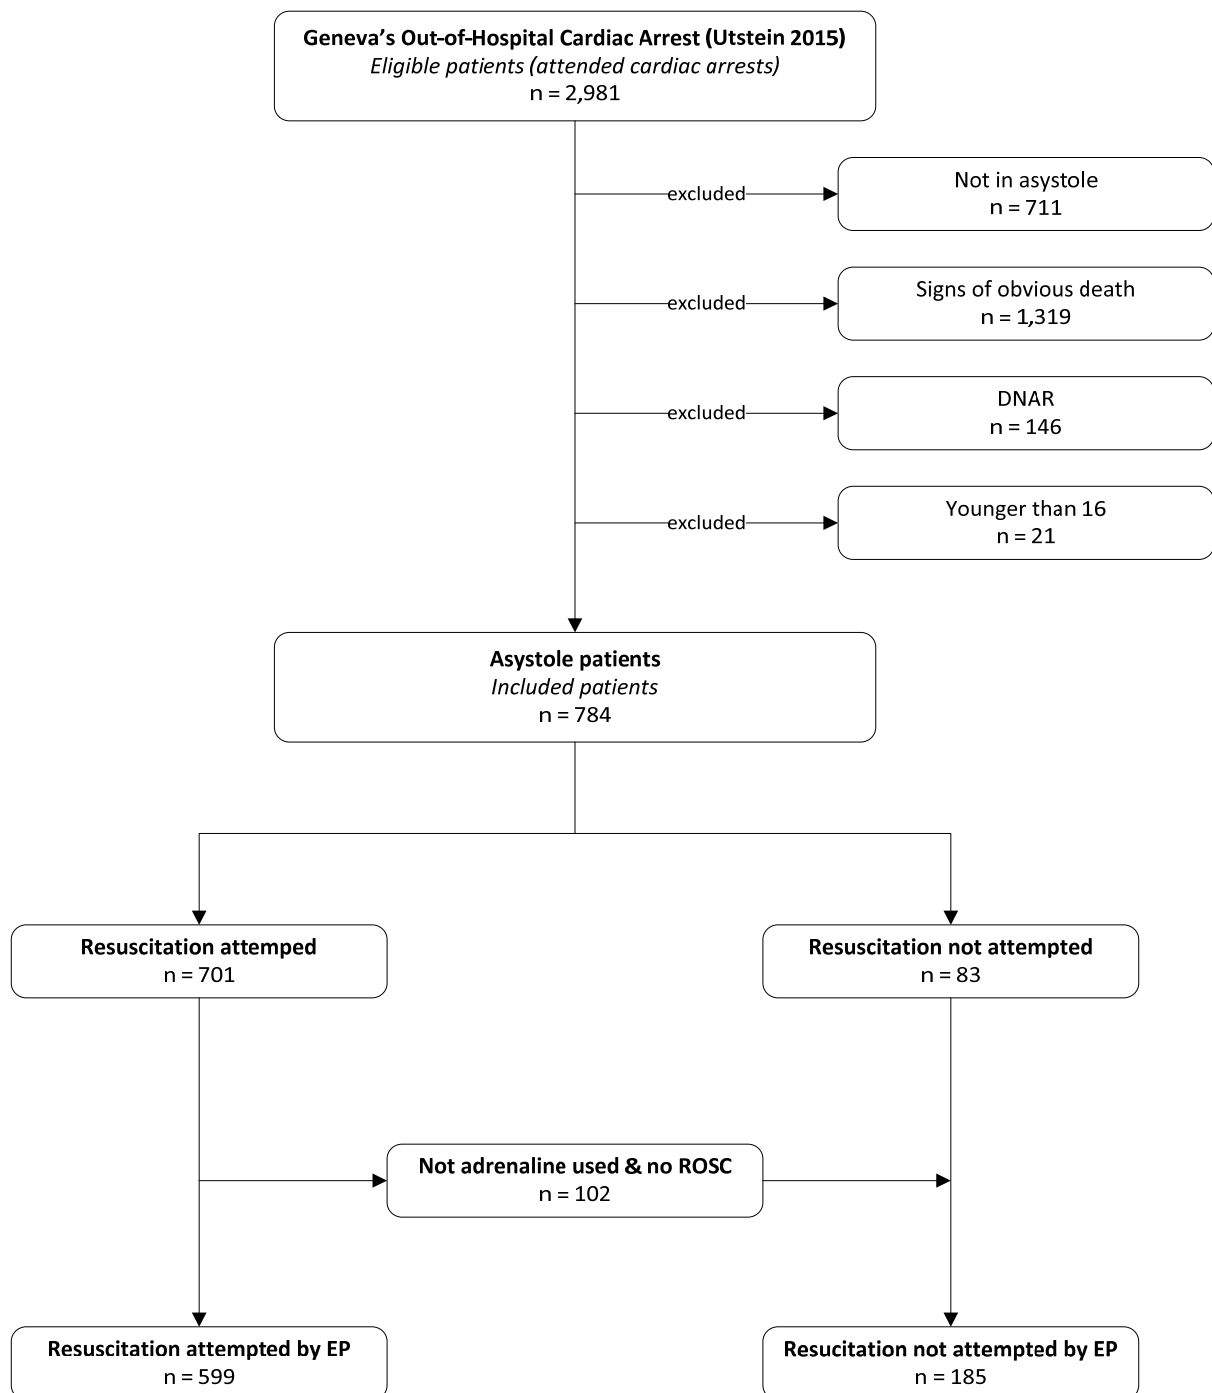 Geneva's Out-of-Hospital Cardiac Arrest (Utstein 2015)
Eligible patients (attended cardiac arrests)
n = 2,981
excluded
Not in asystole
n = 711
excluded
Signs of obvious death
n = 1,319
excluded
DNAR
n = 146
excluded
Younger than 16
n = 21
Asystole patients
Included patients
n = 784
Resuscitation attemped
n = 701
Resuscitation not attempted
n = 83
Not adrenaline used & no ROSC
n = 102
Resuscitation attempted by EP
n = 599
Resucitation not attempted by EP
n = 185